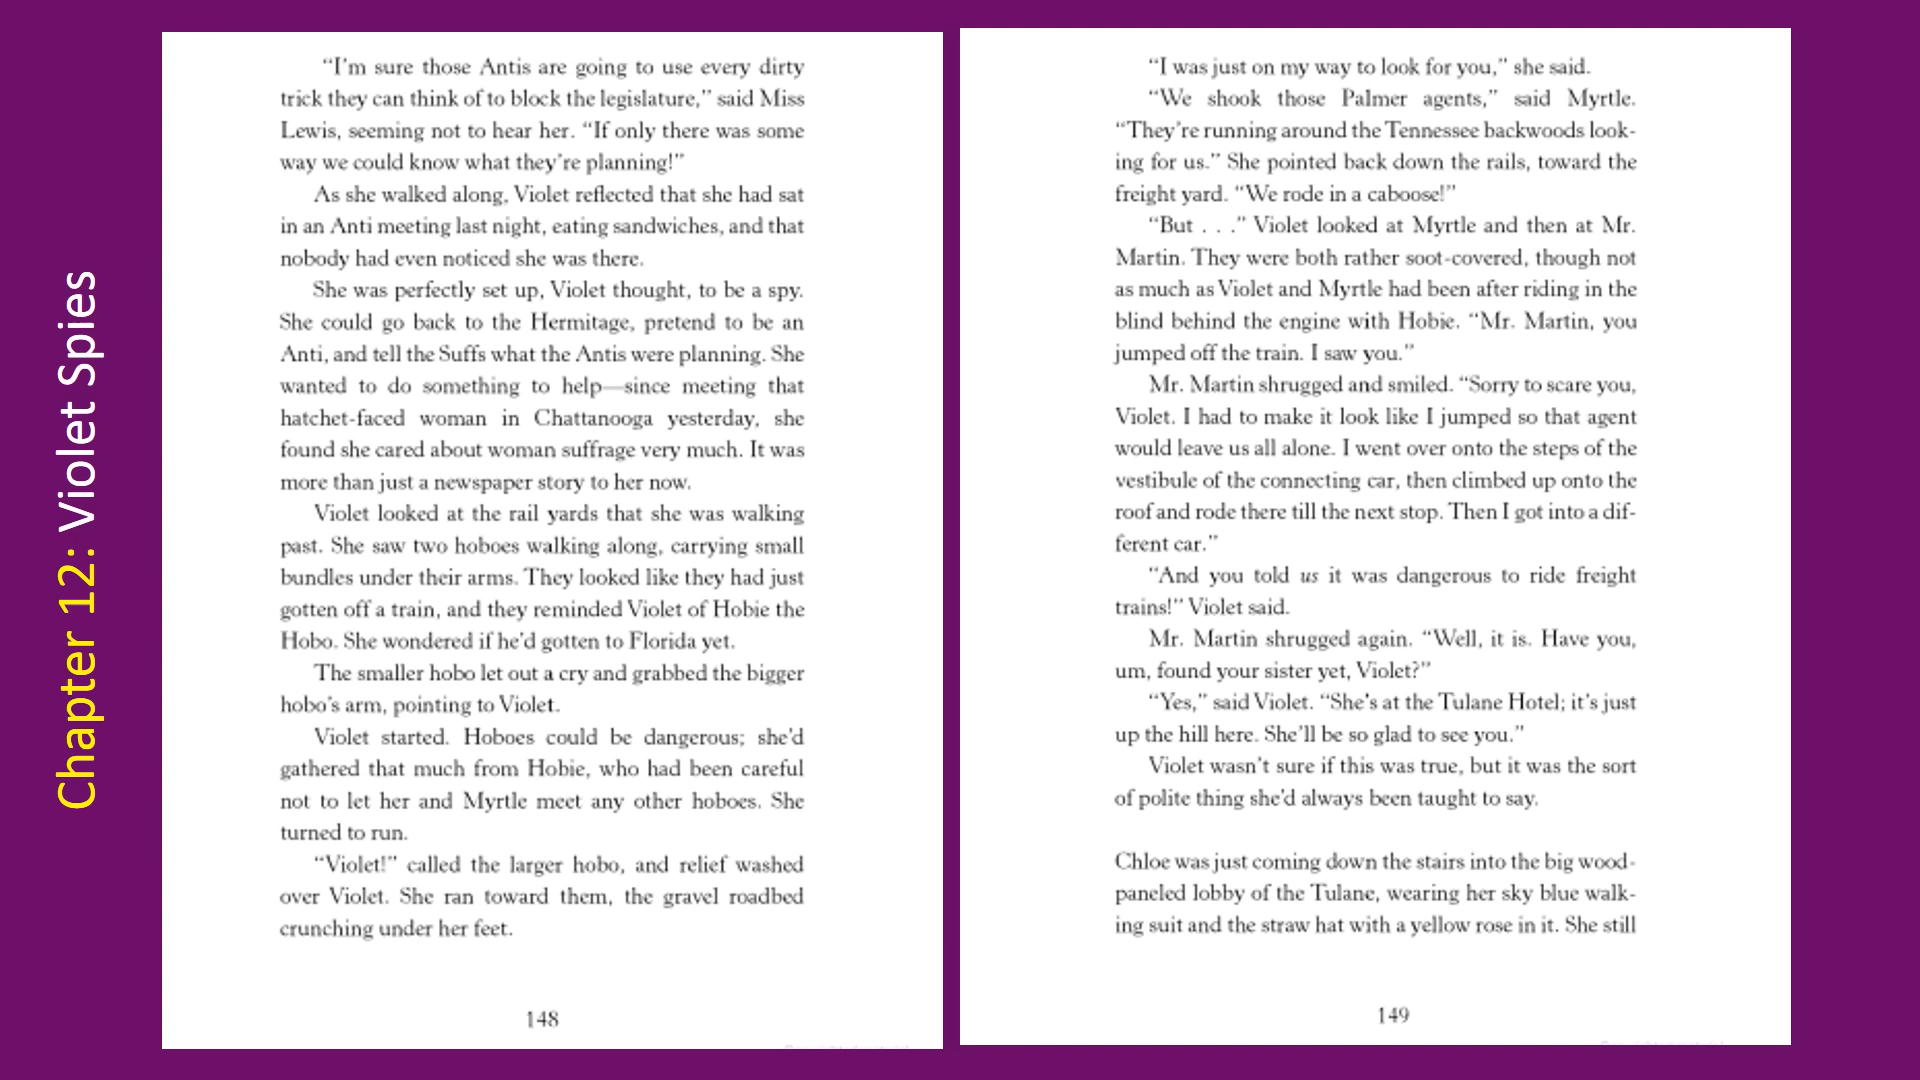 Chapter 12: Violet Spies
“I’m sure those Antis are going to use every dirty
trick they can think of to block the legislature,” said Miss
Lewis, seeming not to hear her. “If only there was some
way we could know what they’re planning!”
As she walked along, Violet reflected that she had sat
in an Anti meeting last night, eating sandwiches, and that
nobody had even noticed she was there.
She was perfectly set up, Violet thought, to be a spy.
She could go back to the Hermitage, pretend to be an
Anti, and tell the Suffs what the Antis were planning. She
wanted to do something to help—since meeting that
hatchet-faced woman in Chattanooga yesterday, she
found she cared about woman suffrage very much. It was
more than just a newspaper story to her now.
Violet looked at the rail yards that she was walking
past. She saw two hoboes walking along, carrying small
bundles under their arms. They looked like they had just
gotten off a train, and they reminded Violet of Hobie the
Hobo. She wondered if he’d gotten to Florida yet.
The smaller hobo let out a cry and grabbed the bigger
hobo’s arm, pointing to Violet.
Violet started. Hoboes could be dangerous; she’d
gathered that much from Hobie, who had been careful
not to let her and Myrtle meet any other hoboes. She
turned to run.
“Violet!” called the larger hobo, and relief washed
over Violet. She ran toward them, the gravel roadbed
crunching under her feet.
148
“I was just on my way to look for you,” she said.
“We shook those Palmer agents,” said Myrtle.
“They’re running around the Tennessee backwoods look-
ing for us.” She pointed back down the rails, toward the
freight yard. “We rode in a caboose!”
“But . . .” Violet looked at Myrtle and then at Mr.
Martin. They were both rather soot-covered, though not
as much as Violet and Myrtle had been after riding in the
blind behind the engine with Hobie. “Mr. Martin, you
jumped off the train. I saw you.”
Mr. Martin shrugged and smiled. “Sorry to scare you,
Violet. I had to make it look like I jumped so that agent
would leave us all alone. I went over onto the steps of the
vestibule of the connecting car, then climbed up onto the
roof and rode there till the next stop. Then I got into a dif-
ferent car.”
“And you told us it was dangerous to ride freight
trains!” Violet said.
Mr. Martin shrugged again. “Well, it is. Have you,
um, found your sister yet, Violet?”
“Yes,” said Violet. “She’s at the Tulane Hotel; it’s just
up the hill here. She’ll be so glad to see you.”
Violet wasn’t sure if this was true, but it was the sort
of polite thing she’d always been taught to say.
Chloe was just coming down the stairs into the big wood-
paneled lobby of the Tulane, wearing her sky blue walk-
ing suit and the straw hat with a yellow rose in it. She still
149